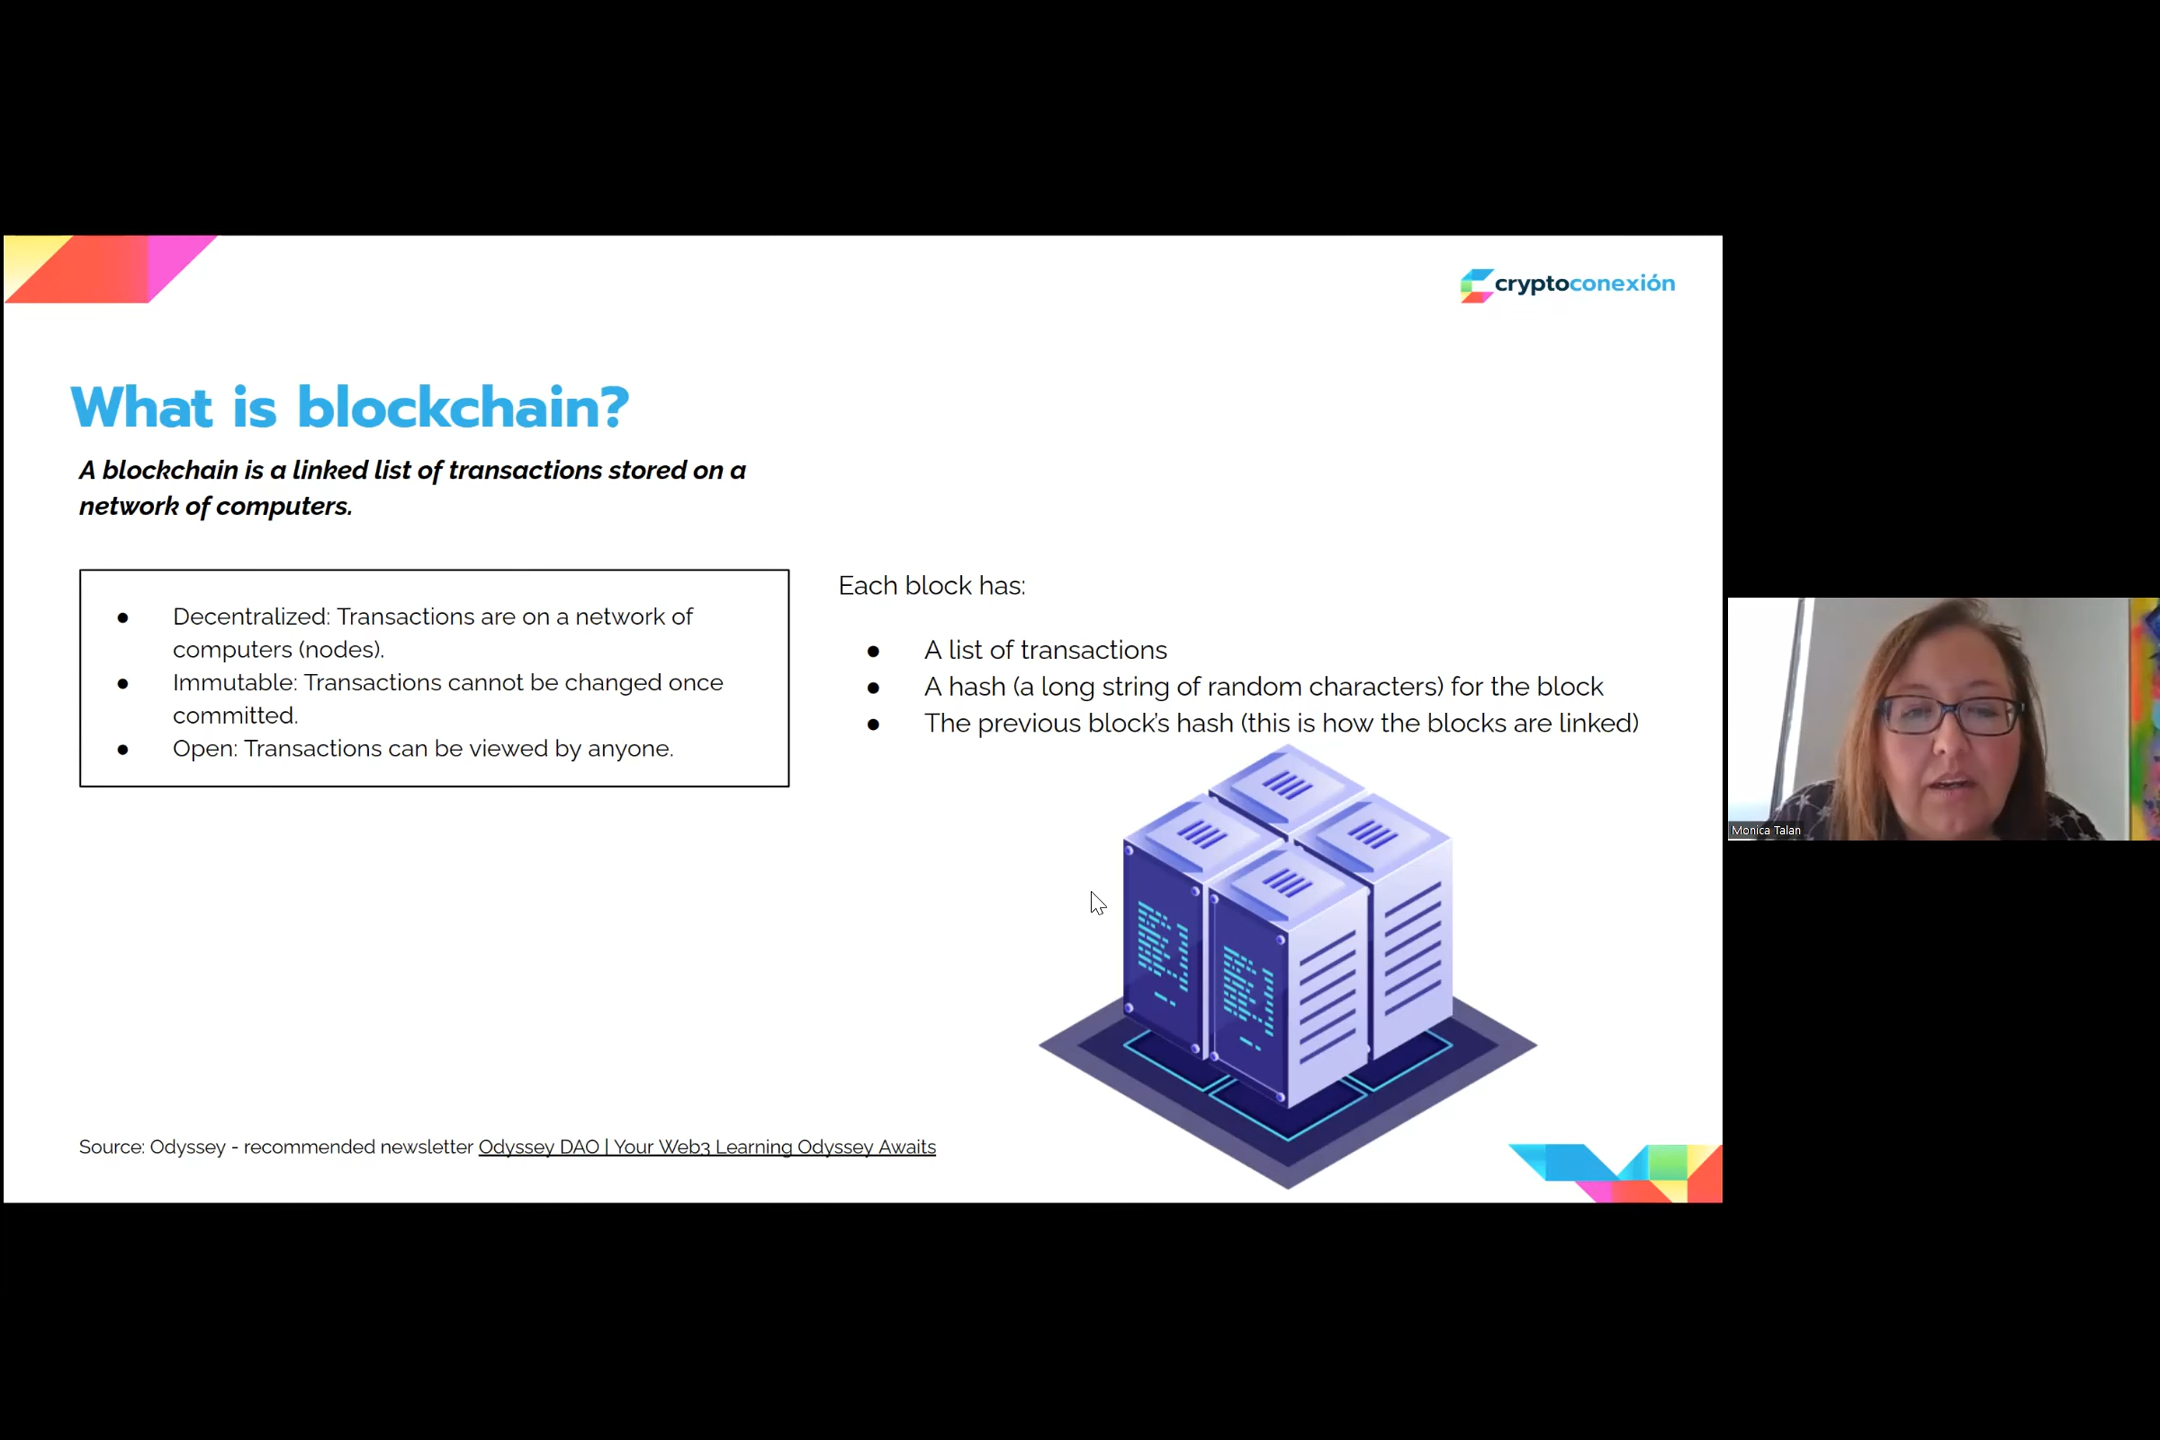 cryptoconexión
What is blockchain?
A blockchain is a linked list of transactions stored on a
network of computers.
● Decentralized: Transactions are on a network of
computers (nodes).
● Immutable: Transactions cannot be changed once
committed.
● Open: Transactions can be viewed by anyone.
Each block has:
● A list of transactions
● A hash (a long string of random characters) for the block
● The previous block's hash (this is how the blocks are linked)
Monica Talan
Source: Odyssey - recommended newsletter Odyssey DAO | Your Web3 Learning Odyssey Awaits